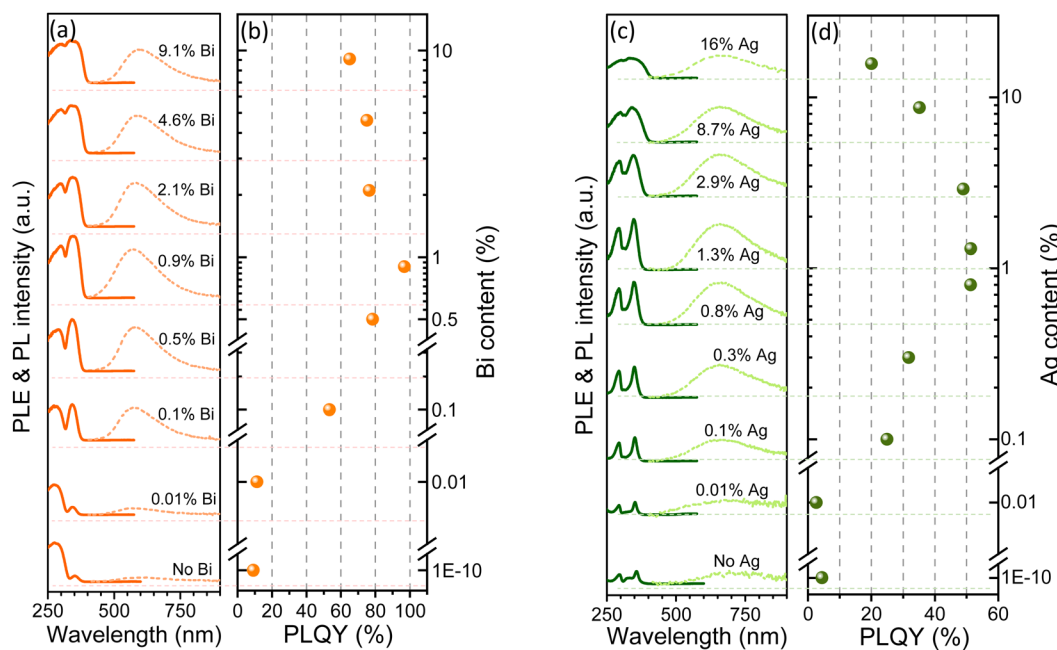 (a)
9.1% Bi
4.6% Bi
2.1% Bi
0.9% Bi
0.5% Bi
0.1% Bi
0.01% Bi
No Bi
PLE & PL intensity (a.u.)
250 500 750
Wavelength (nm)
(b)
10
1
0.5
0.1
0.01
1E-10
Bi content (%)
0 20 40 60 80 100
PLQY (%)
(c)
16% Ag
8.7% Ag
2.9% Ag
1.3% Ag
0.8% Ag
0.3% Ag
0.1% Ag
0.01% Ag
No Ag
PLE & PL intensity (a.u.)
250 500 750
Wavelength (nm)
(d)
10
1
0.1
0.01
1E-10
Ag content (%)
0 20 40 60
PLQY (%)